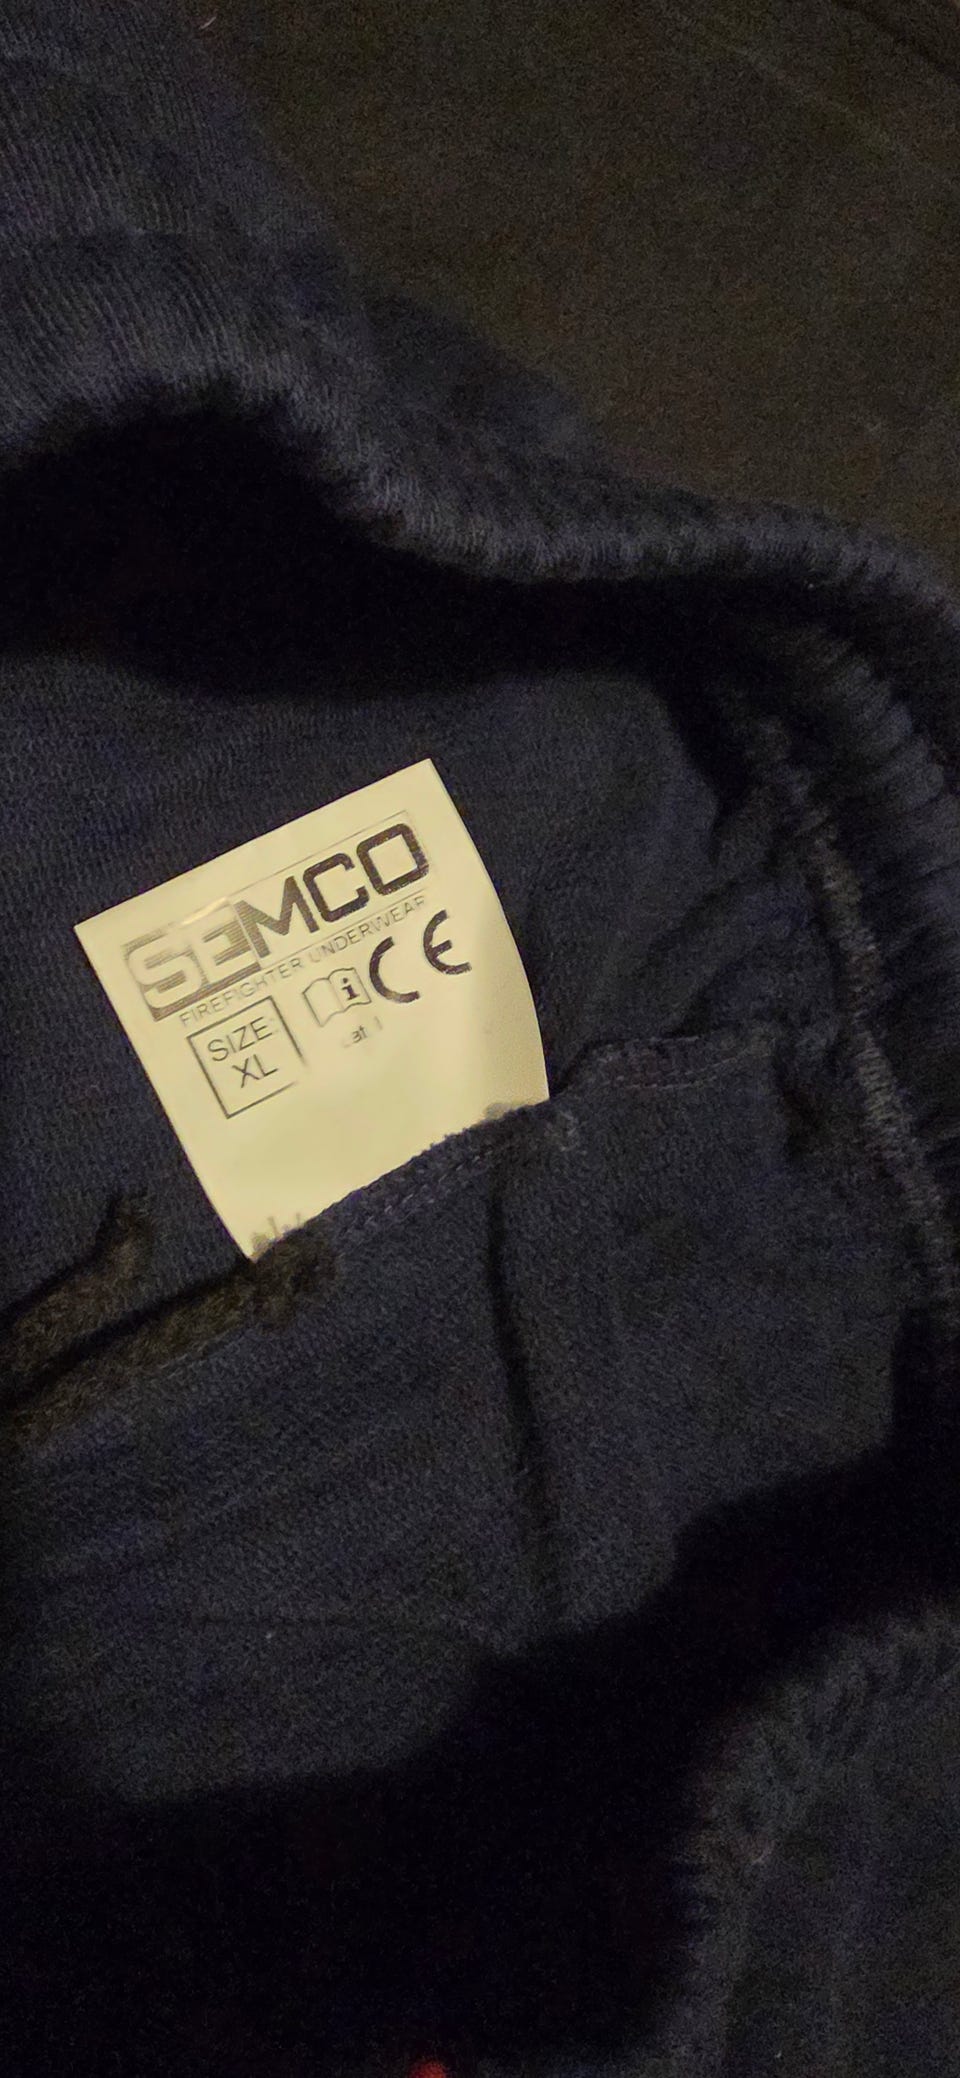 SEMCO
FIREFIGHTER UNDERWEAR
SIZE:
XL
i CE